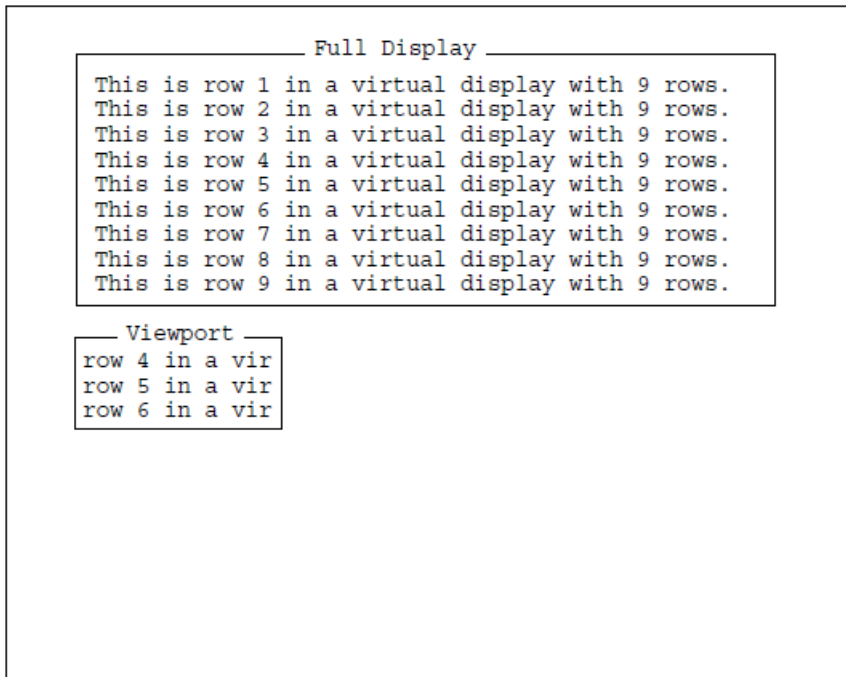 Full Display
This is row 1 in a virtual display with 9 rows.
This is row 2 in a virtual display with 9 rows.
This is row 3 in a virtual display with 9 rows.
This is row 4 in a virtual display with 9 rows.
This is row 5 in a virtual display with 9 rows.
This is row 6 in a virtual display with 9 rows.
This is row 7 in a virtual display with 9 rows.
This is row 8 in a virtual display with 9 rows.
This is row 9 in a virtual display with 9 rows.
Viewport
row 4 in a vir
row 5 in a vir
row 6 in a vir